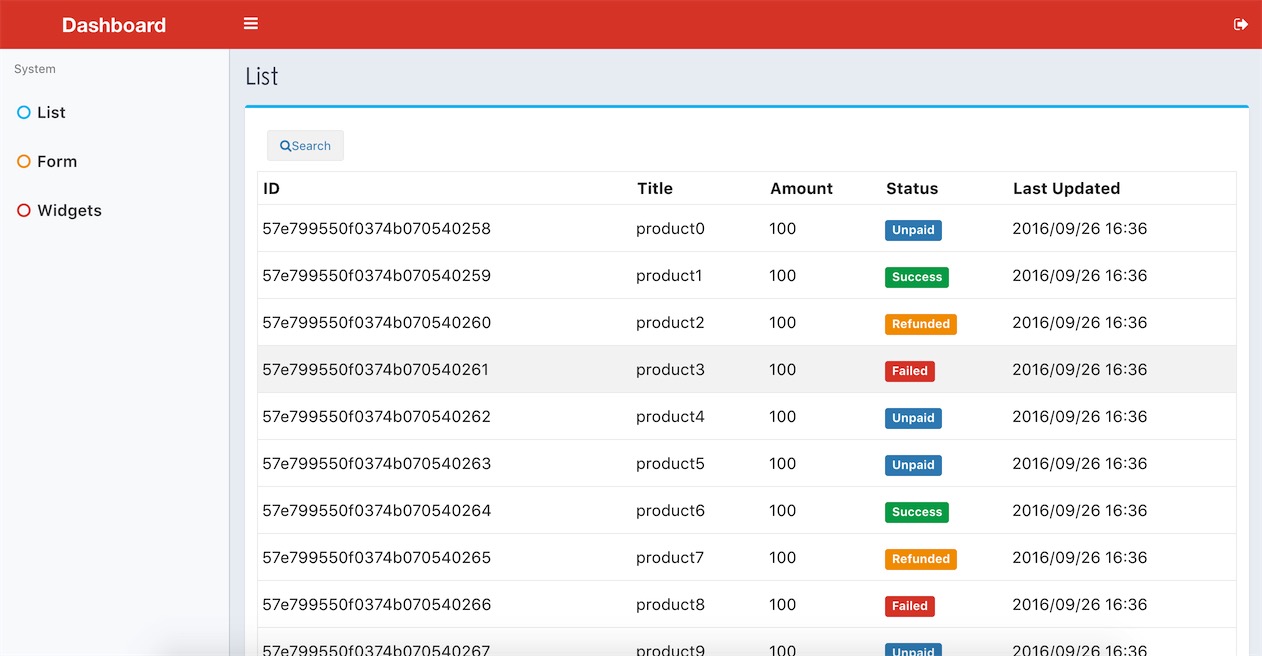 Dashboard
System
List
Form
Widgets
List
Search
ID Title Amount Status Last Updated
57e799550f0374b070540258 product0 100 Unpaid 2016/09/26 16:36
57e799550f0374b070540259 product1 100 Success 2016/09/26 16:36
57e799550f0374b070540260 product2 100 Refunded 2016/09/26 16:36
57e799550f0374b070540261 product3 100 Failed 2016/09/26 16:36
57e799550f0374b070540262 product4 100 Unpaid 2016/09/26 16:36
57e799550f0374b070540263 product5 100 Unpaid 2016/09/26 16:36
57e799550f0374b070540264 product6 100 Success 2016/09/26 16:36
57e799550f0374b070540265 product7 100 Refunded 2016/09/26 16:36
57e799550f0374b070540266 product8 100 Failed 2016/09/26 16:36
57e799550f0374b070540267 product9 100 Unpaid 2016/09/26 16:36